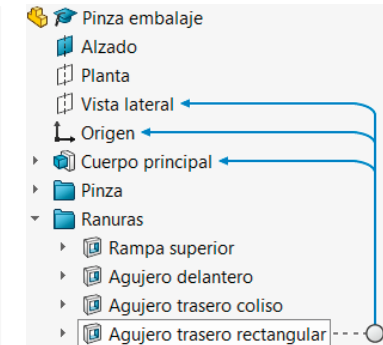 Pinza embalaje
Alzado
Planta
Vista lateral
Origen
Cuerpo principal
Pinza
Ranuras
Rampa superior
Agujero delantero
Agujero trasero coliso
Agujero trasero rectangular